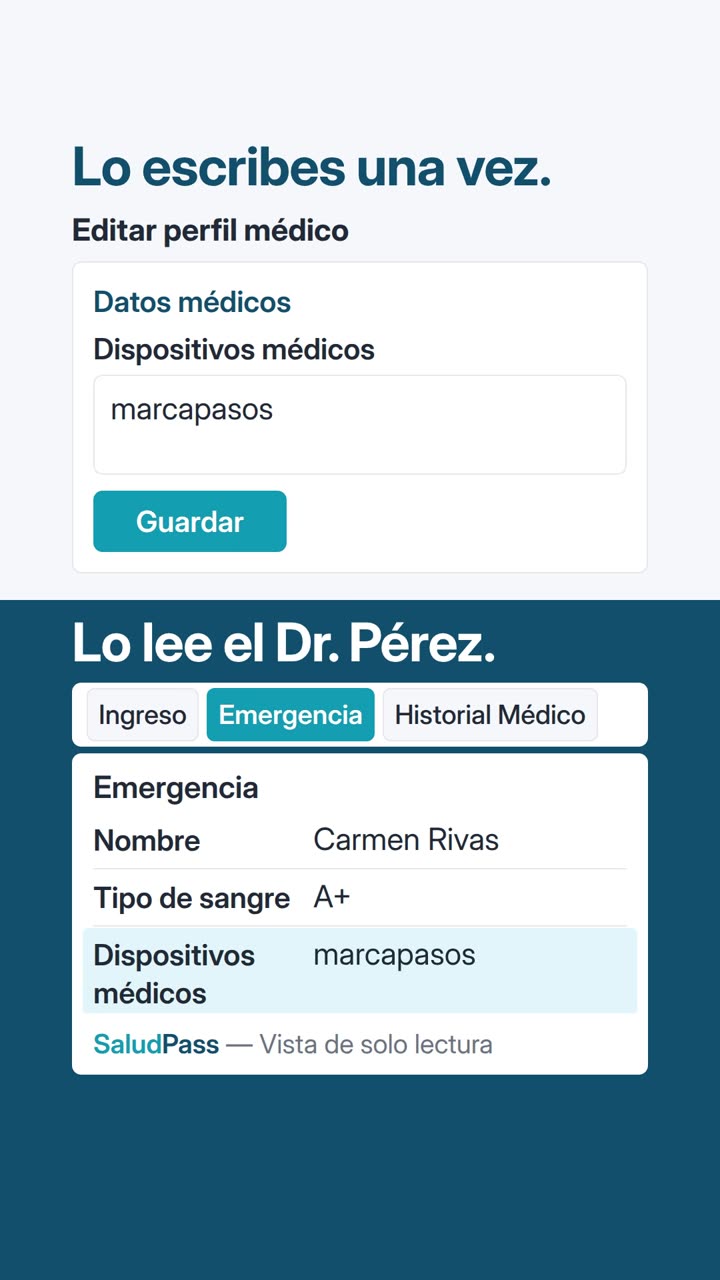 Lo escribes una vez.
Editar perfil médico
Datos médicos
Dispositivos médicos
marcapasos
Guardar
Lo lee el Dr. Pérez.
Ingreso Emergencia Historial Médico
Emergencia
Nombre Carmen Rivas
Tipo de sangre A+
Dispositivos marcapasos
médicos
SaludPass — Vista de solo lectura